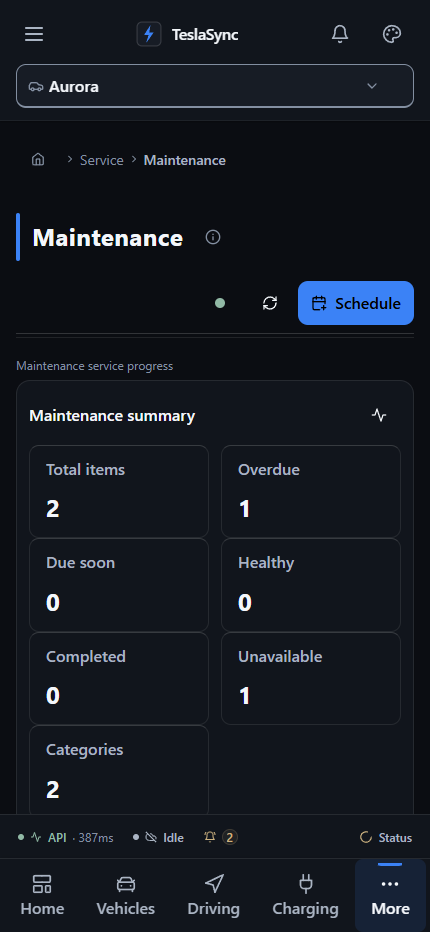 TeslaSync
Aurora
Service Maintenance
Maintenance
Schedule
Maintenance service progress
Maintenance summary
Total items Overdue
2 1
Due soon Healthy
0 0
Completed Unavailable
0 1
Categories
2
API · 387ms Idle 2 Status
Home Vehicles Driving Charging More